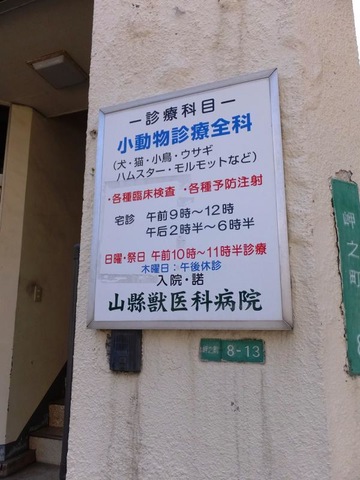 ー診療科目ー
小動物診療全科
(犬・猫・小鳥・ウサギ
ハムスター・モルモットなど)
・各種臨床検査 ・各種予防注射
宅診 午前9時〜12時
午后2時半〜6時半
日曜・祭日 午前10時〜11時半診療
木曜日：午後休診
入院・諾
山縣獣医科病院
8-13
岬之町